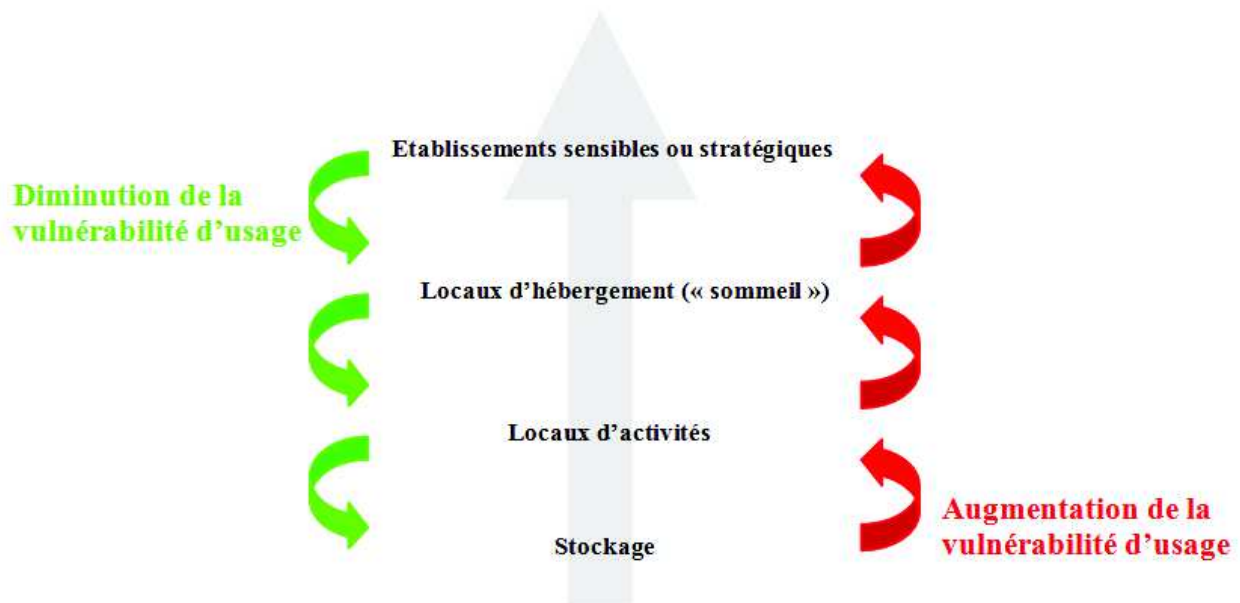 Etablissements sensibles ou stratégiques
Diminution de la
vulnérabilité d’usage
Locaux d’hébergement (« sommeil »)
Locaux d’activités
Augmentation de la
vulnérabilité d’usage
Stockage